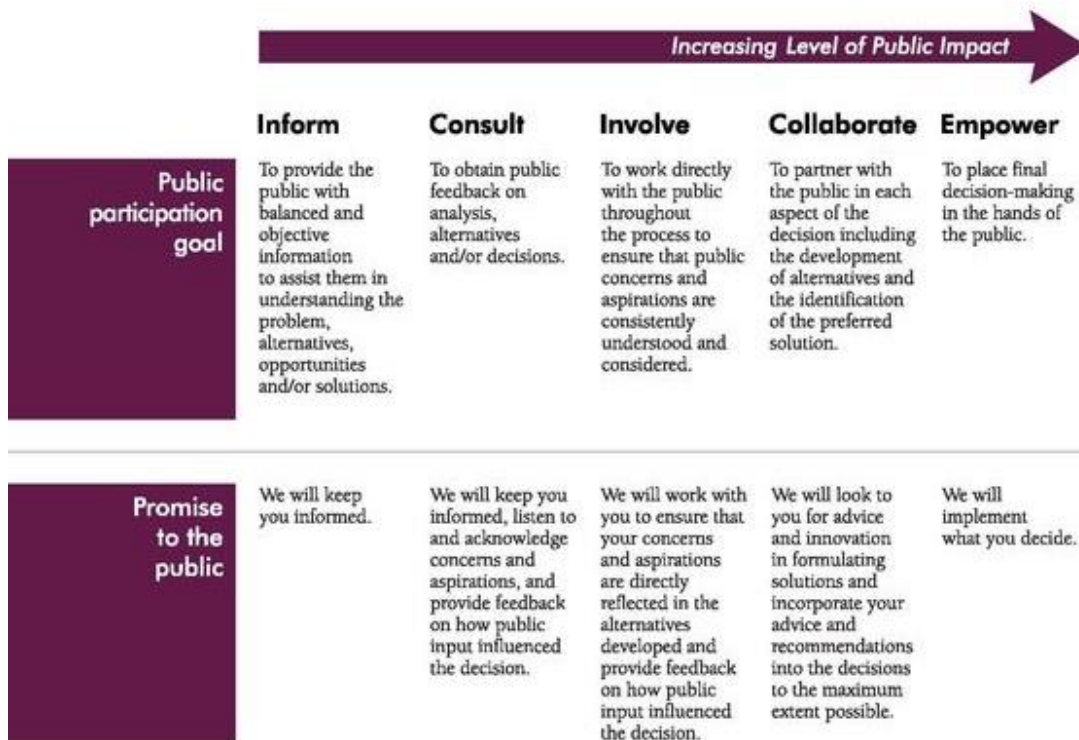 Increasing Level of Public Impact
Inform
Consult
Involve
Collaborate
Empower
Public
participation
goal
To provide the
public with
balanced and
objective
information
to assist them in
understanding the
problem,
alternatives,
opportunities
and/or solutions.
To obtain public
feedback on
analysis,
alternatives
and/or decisions.
To work directly
with the public
throughout
the process to
ensure that public
concerns and
aspirations are
consistently
understood and
considered.
To partner with
the public in each
aspect of the
decision including
the development
of alternatives and
the identification
of the preferred
solution.
To place final
decision-making
in the hands of
the public.
Promise
to the
public
We will keep
you informed.
We will keep you
informed, listen to
and acknowledge
concerns and
aspirations, and
provide feedback
on how public
input influenced
the decision.
We will work with
you to ensure that
your concerns
and aspirations
are directly
reflected in the
alternatives
developed and
provide feedback
on how public
input influenced
the decision.
We will look to
you for advice
and innovation
in formulating
solutions and
incorporate your
advice and
recommendations
into the decisions
to the maximum
extent possible.
We will
implement
what you decide.